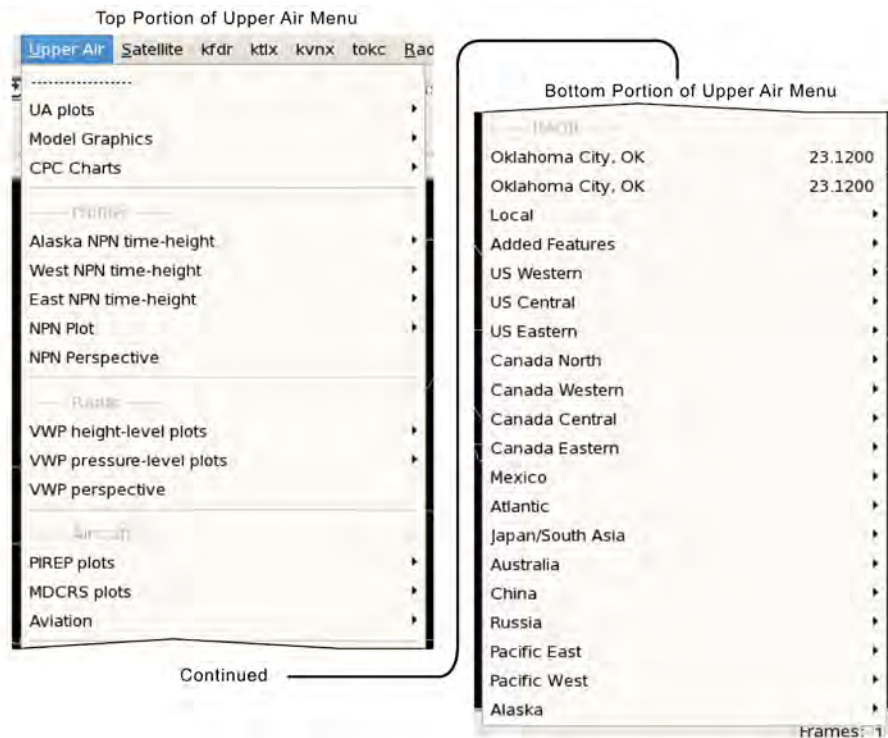 Top Portion of Upper Air Menu
Upper Air Satellite kfdr ktlx kvnx tokc Rad
------------------
UA plots
Model Graphics
CPC Charts
------ Profiler ------
Alaska NPN time-height
West NPN time-height
East NPN time-height
NPN Plot
NPN Perspective
------ Radar ------
VWP height-level plots
VWP pressure-level plots
VWP perspective
------ Aircraft ------
PIREP plots
MDCRS plots
Aviation
Continued
Bottom Portion of Upper Air Menu
Oklahoma City, OK 23.1200
Oklahoma City, OK 23.1200
Local
Added Features
US Western
US Central
US Eastern
Canada North
Canada Western
Canada Central
Canada Eastern
Mexico
Atlantic
Japan/South Asia
Australia
China
Russia
Pacific East
Pacific West
Alaska
Frames: 1